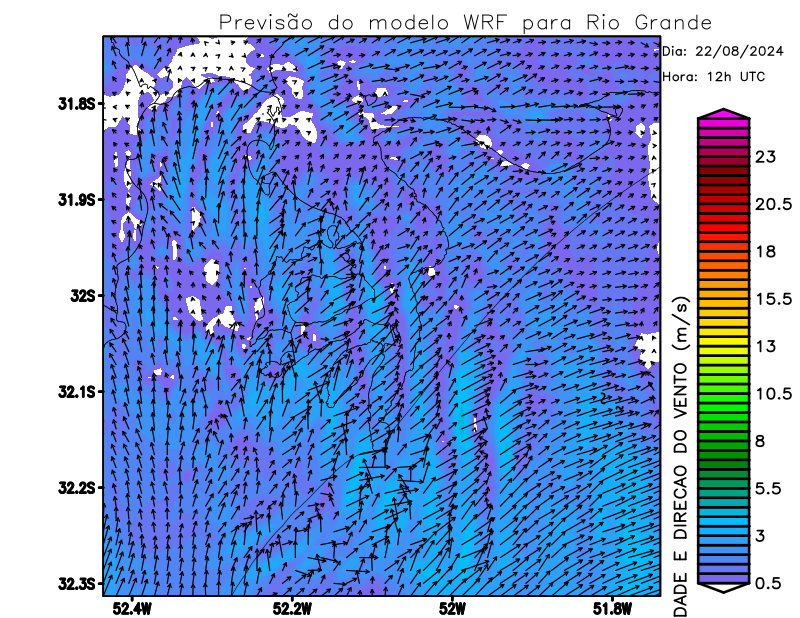 Previsão do modelo WRF para Rio Grande
Dia: 22/08/2024
Hora: 12h UTC
31.8S
31.9S
32S
32.1S
32.2S
32.3S
52.4W
52.2W
52W
51.8W
DADE E DIRECAO DO VENTO (m/s)
23
20.5
18
15.5
13
10.5
8
5.5
3
0.5